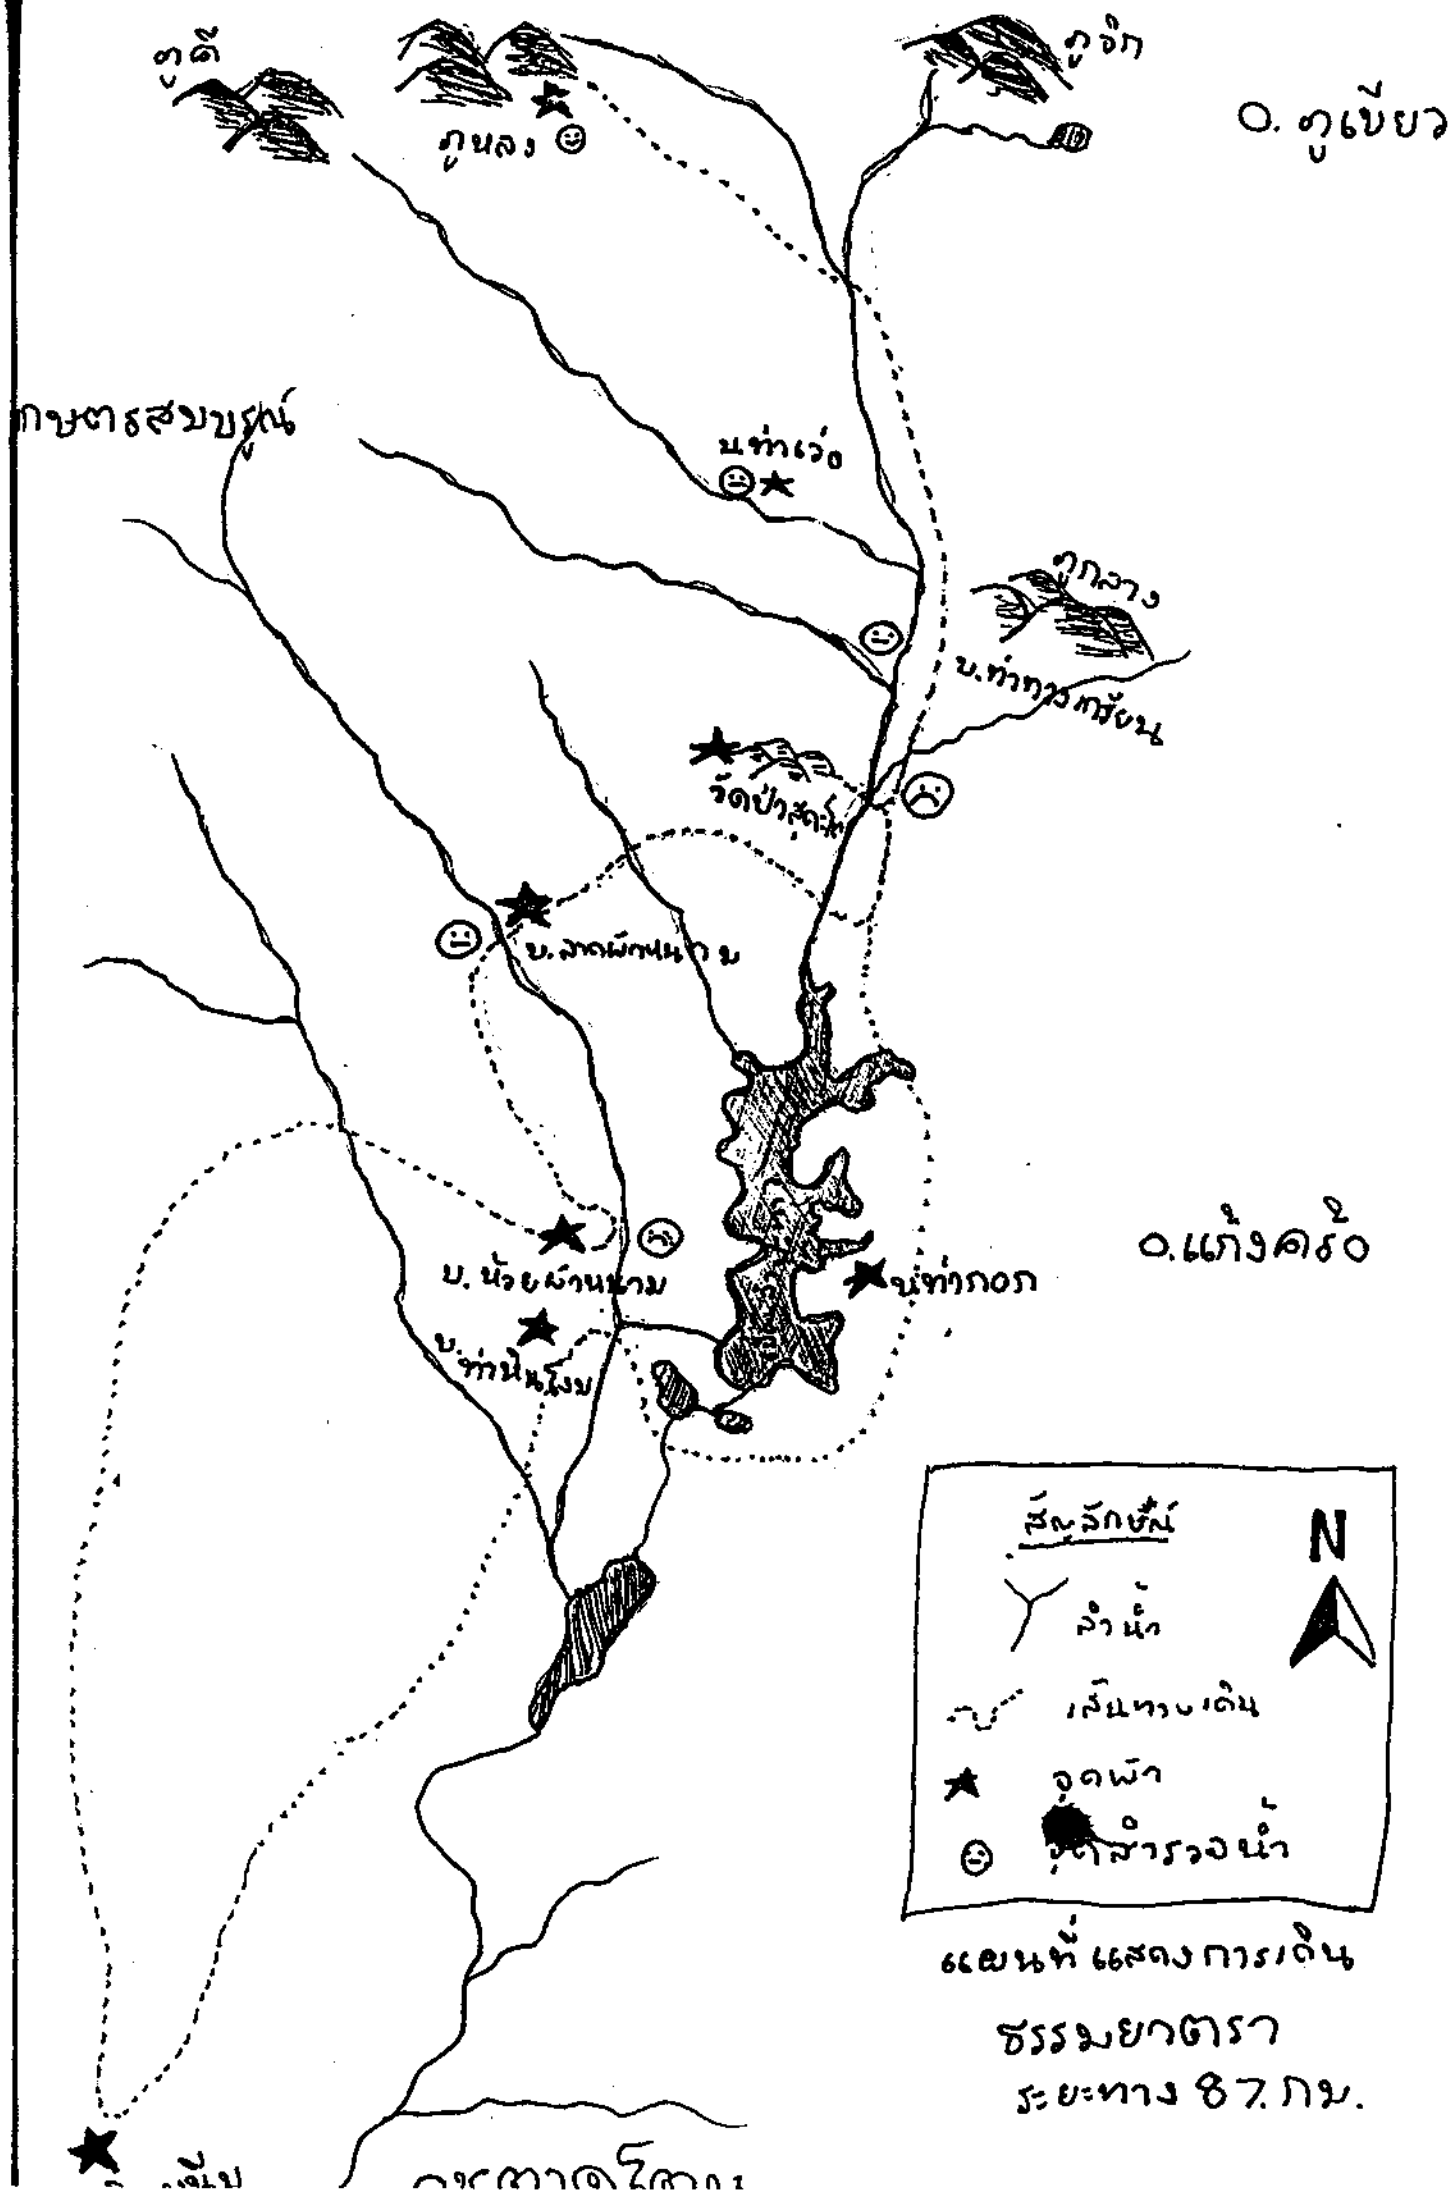 ภูคี
ภูหลง
ภูจิก
อ. ภูเขียว
กษตรสมบรูณ์
บ.ท่าเว่อ
ภูกลาง
บ.ท่าทางเกรียน
วัดป่าสุคะโต
บ.ลาดผักหนาม
อ.แก้งคร้อ
บ.ห้วยผักหนาม
บ.ท่ากอก
บ.ท่าหินโงม
สัญลักษ์ณ์
N
ลำน้ำ
เส้นทางเดิน
จุดพัก
จุดสำรวจน้ำ
แผนที่แสดงการเดิน
ธรรมยาตรา
ระยะทาง 87. กม.